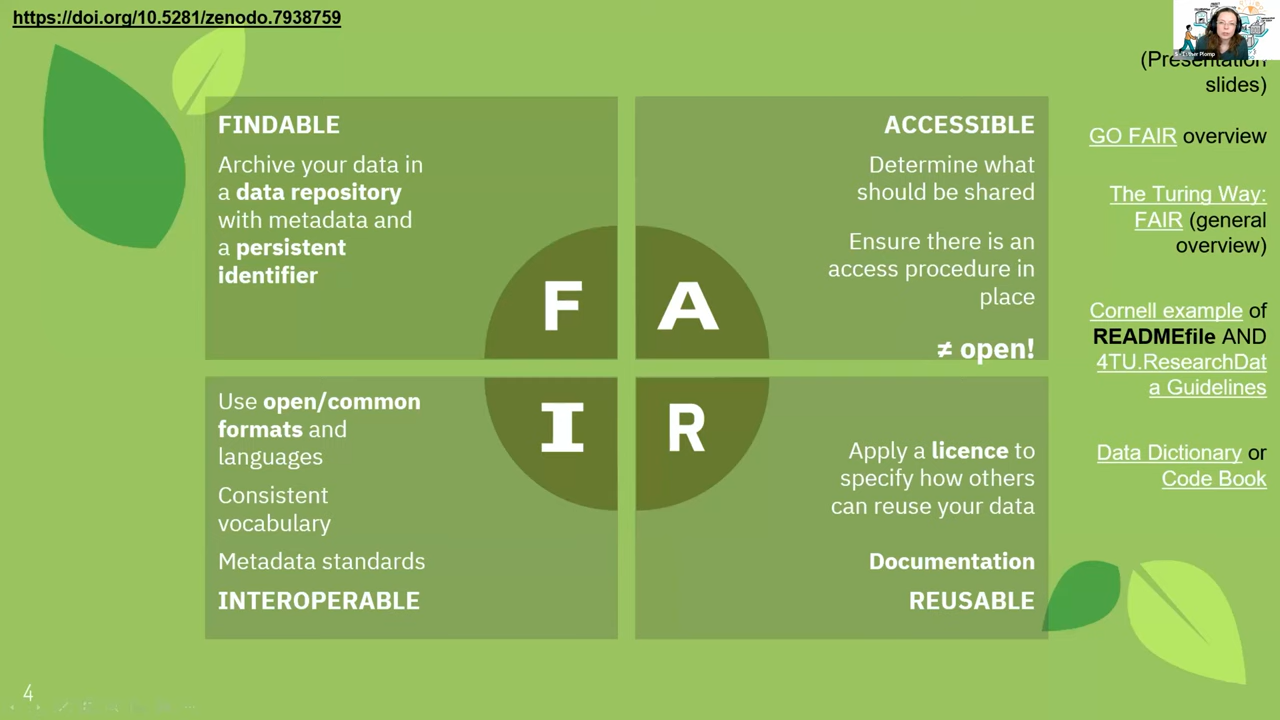 https://doi.org/10.5281/zenodo.7938759
(Presentation
slides)
FINDABLE
Archive your data in
a data repository
with metadata and
a persistent
identifier
ACCESSIBLE
Determine what
should be shared
Ensure there is an
access procedure in
place
≠ open!
F
A
I
R
Use open/common
formats and
languages
Consistent
vocabulary
Metadata standards
INTEROPERABLE
Apply a licence to
specify how others
can reuse your data
Documentation
REUSABLE
GO FAIR overview
The Turing Way:
FAIR (general
overview)
Cornell example of
READMEfile AND
4TU.ResearchDat
a Guidelines
Data Dictionary or
Code Book
4
Esther Plomp